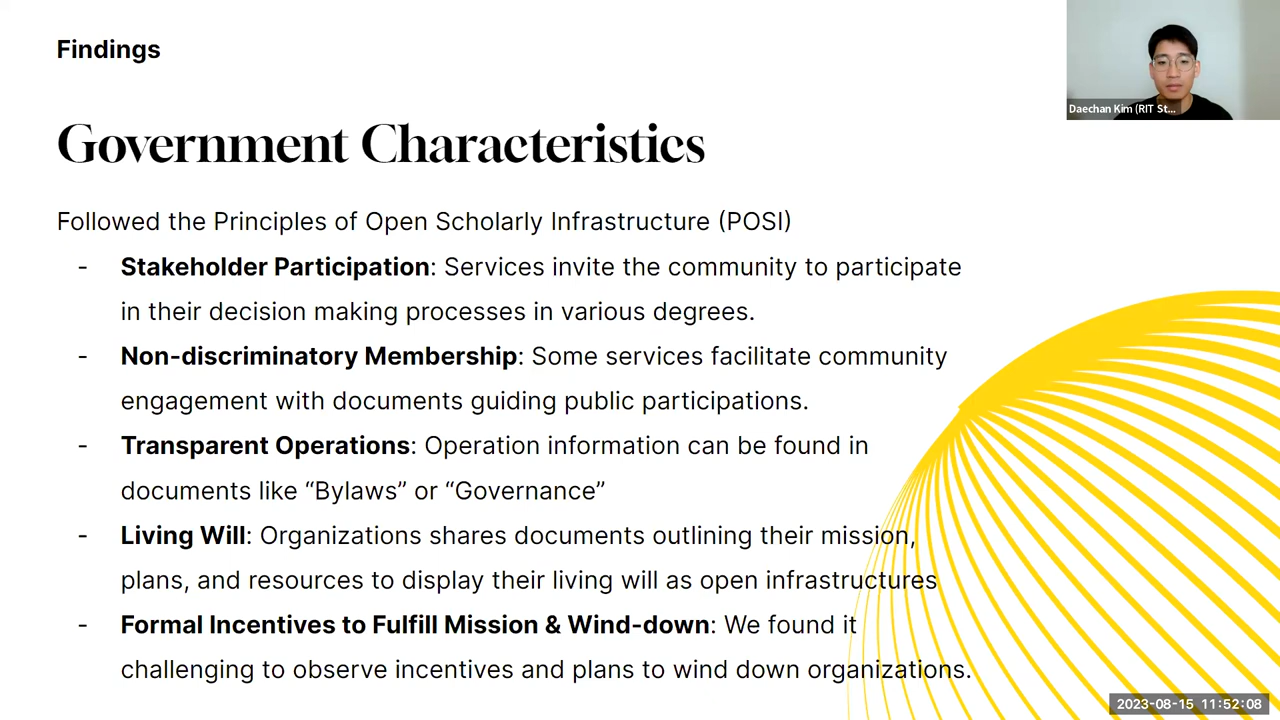 Findings
Daechan Kim (RIT St...
Government Characteristics
Followed the Principles of Open Scholarly Infrastructure (POSI)
- Stakeholder Participation: Services invite the community to participate
in their decision making processes in various degrees.
- Non-discriminatory Membership: Some services facilitate community
engagement with documents guiding public participations.
- Transparent Operations: Operation information can be found in
documents like “Bylaws” or “Governance”
- Living Will: Organizations shares documents outlining their mission,
plans, and resources to display their living will as open infrastructures
- Formal Incentives to Fulfill Mission & Wind-down: We found it
challenging to observe incentives and plans to wind down organizations.
2023-08-15 11:52:08